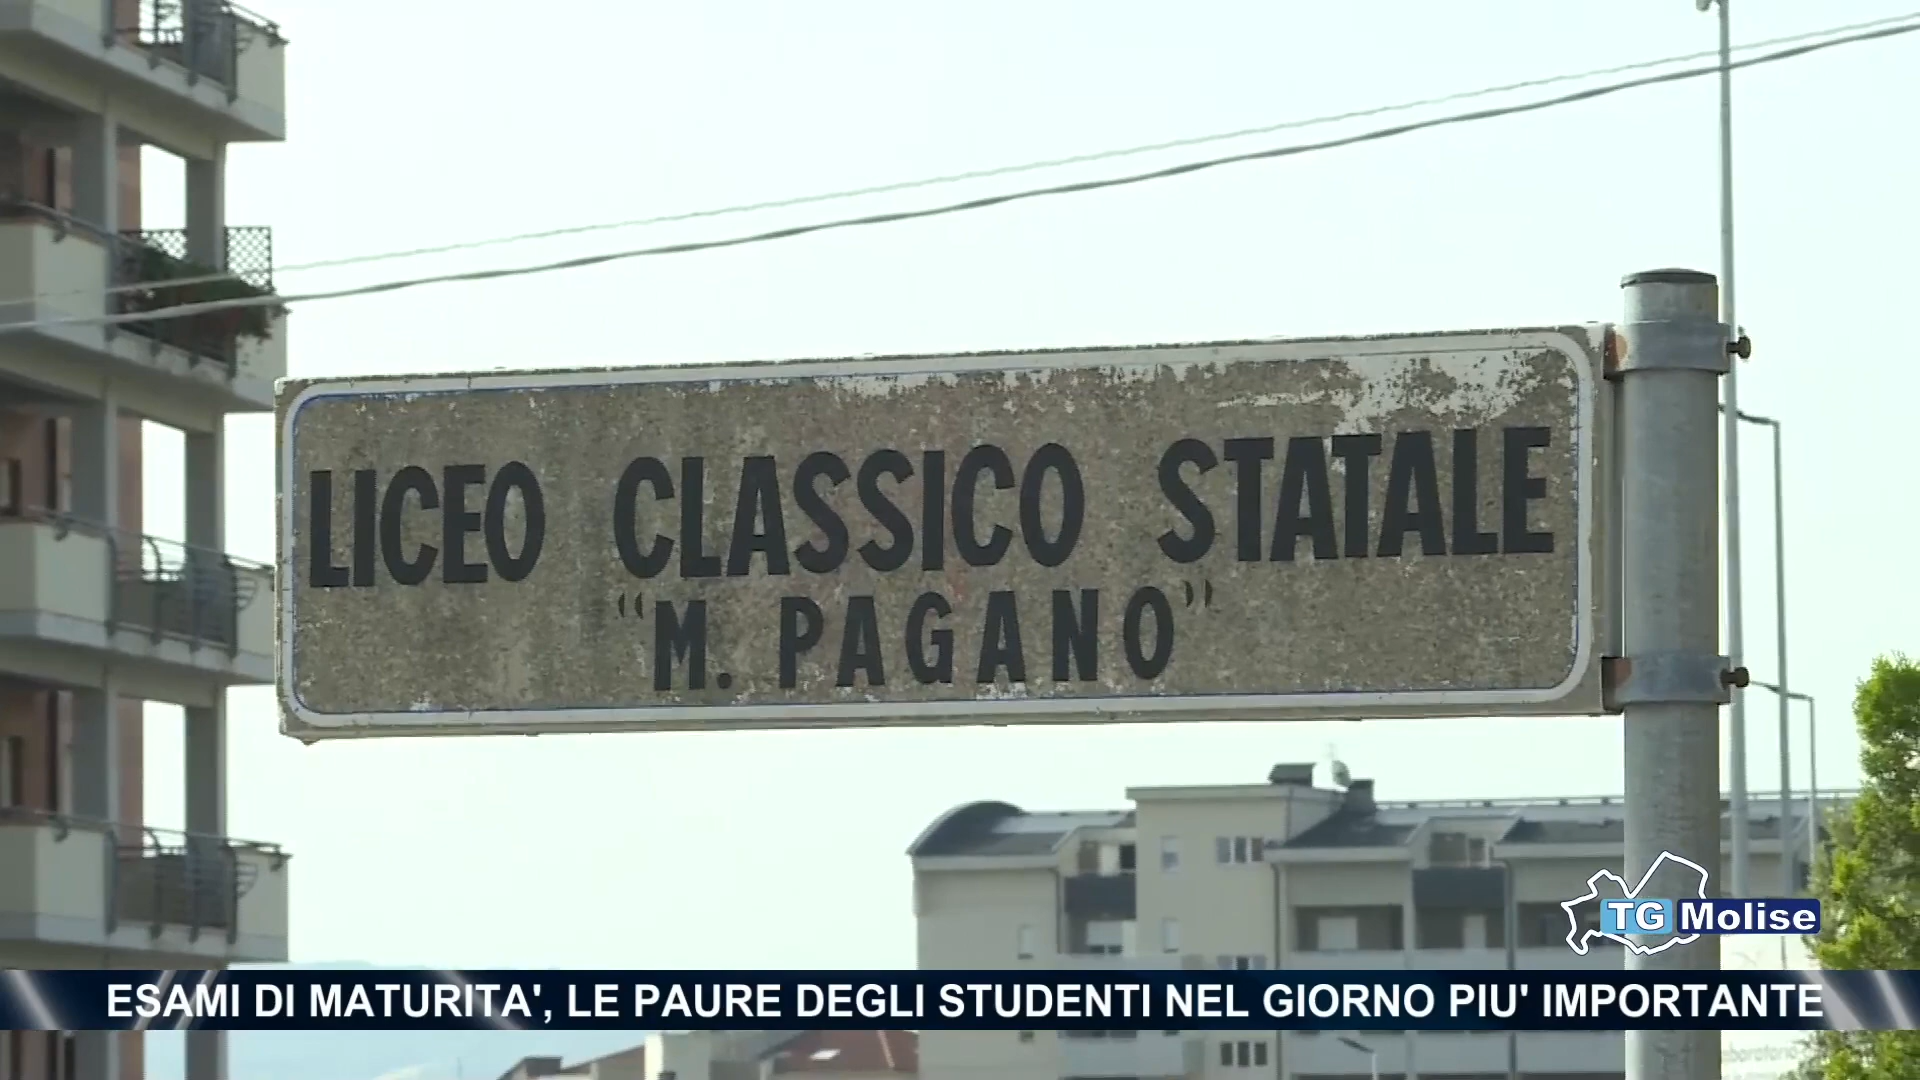 LICEO CLASSICO STATALE
"M. PAGANO"
TG Molise
ESAMI DI MATURITA', LE PAURE DEGLI STUDENTI NEL GIORNO PIU' IMPORTANTE